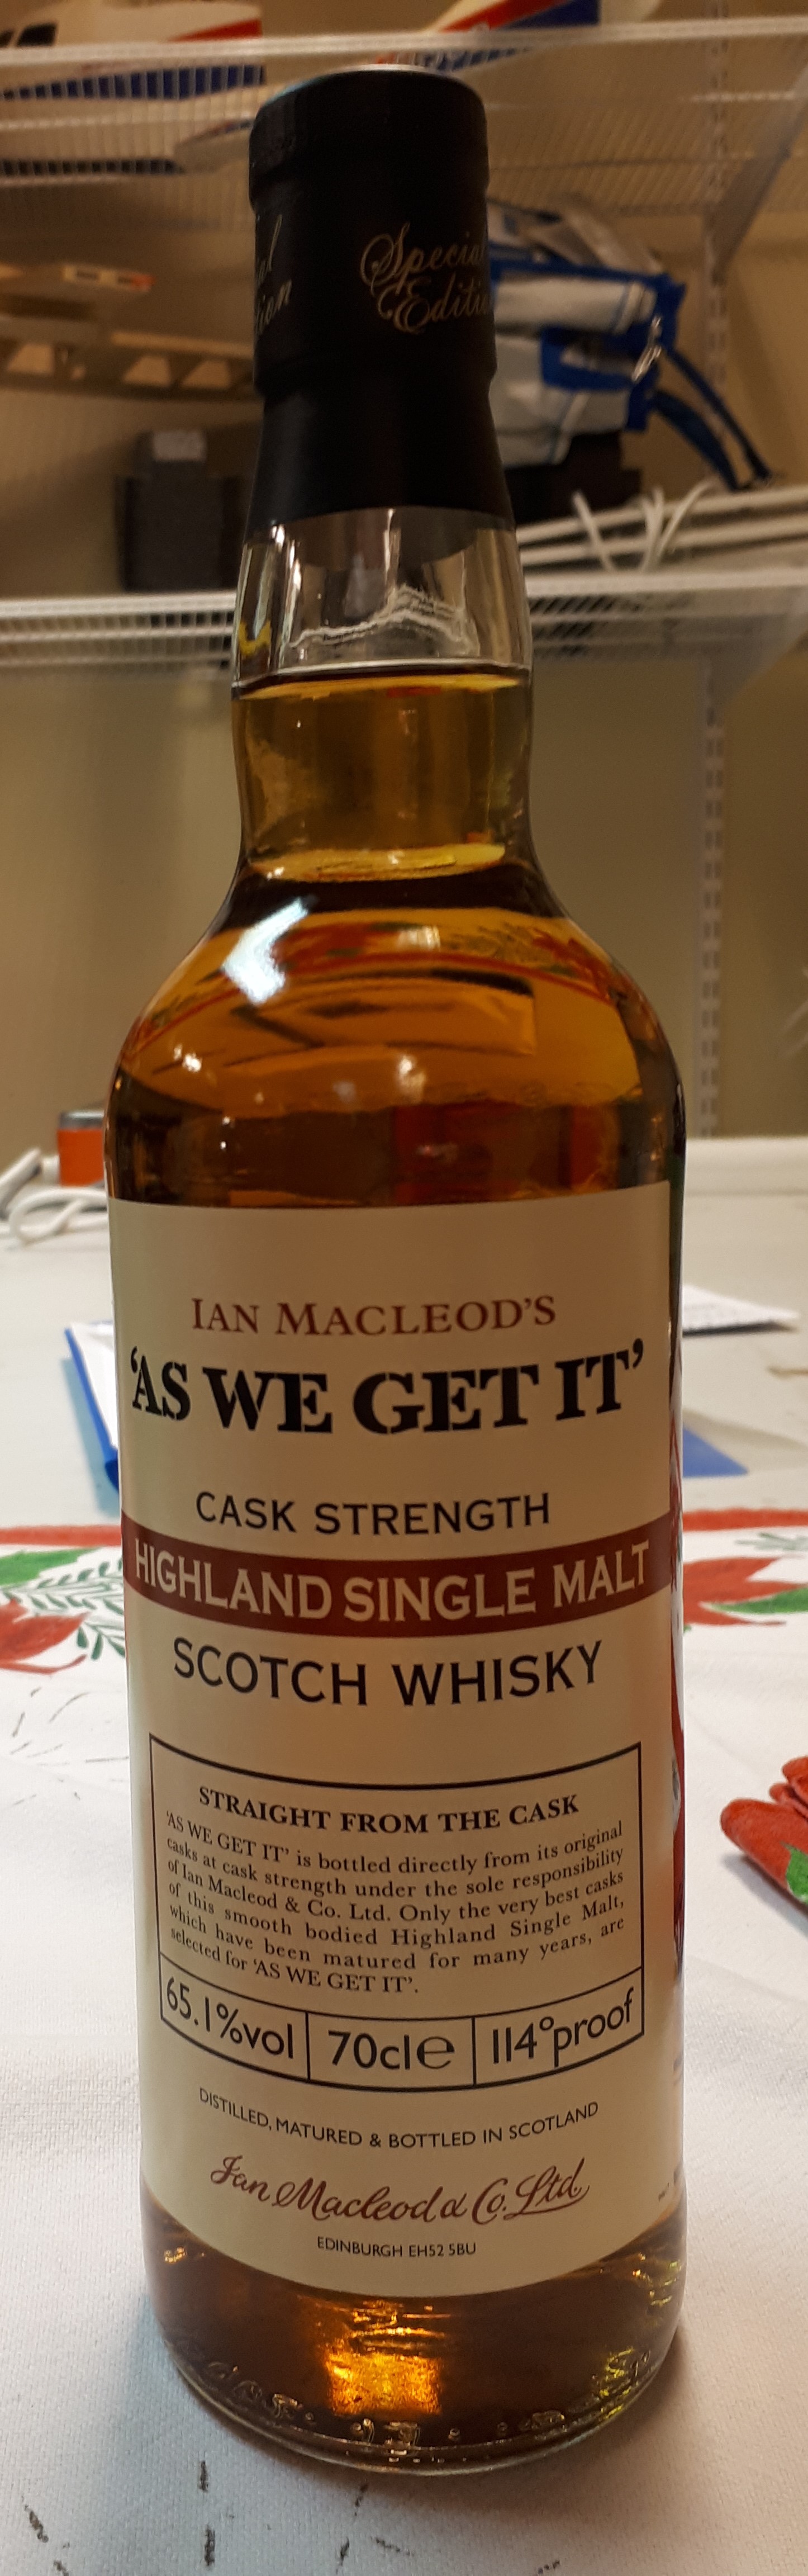 Special
Edition
IAN MACLEOD'S
'AS WE GET IT'
CASK STRENGTH
HIGHLAND SINGLE MALT
SCOTCH WHISKY
STRAIGHT FROM THE CASK
'AS WE GET IT' is bottled directly from its original
casks at cask strength under the sole responsibility
of Ian Macleod & Co. Ltd. Only the very best casks
of this smooth bodied Highland Single Malt,
which have been matured for many years, are
selected for 'AS WE GET IT'.
65.1%vol 70cl℮ 114°proof
DISTILLED, MATURED & BOTTLED IN SCOTLAND
Ian Macleod & Co. Ltd.
EDINBURGH EH52 5BU